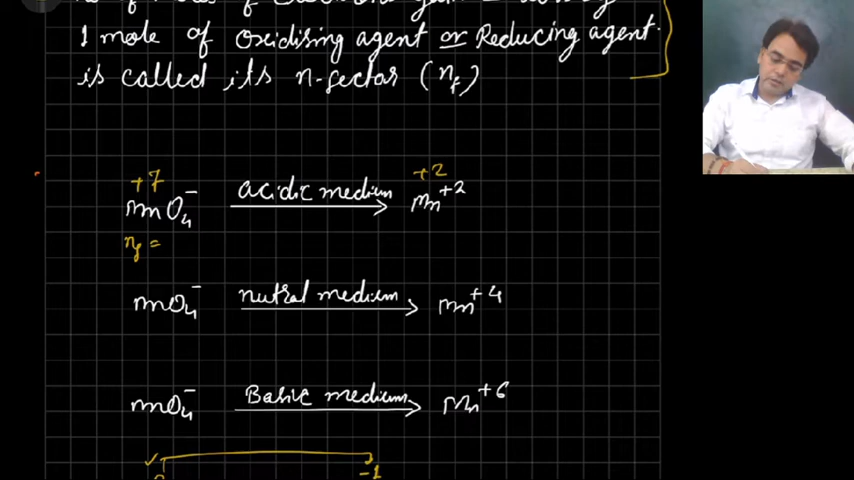 1 mole of Oxidising agent or Reducing agent.
is called its n-fector (nf)
+7 +2
MnO4- acidic medium Mn+2
nf =
MnO4- nutral medium Mn+4
MnO4- Basic medium Mn+6
-1